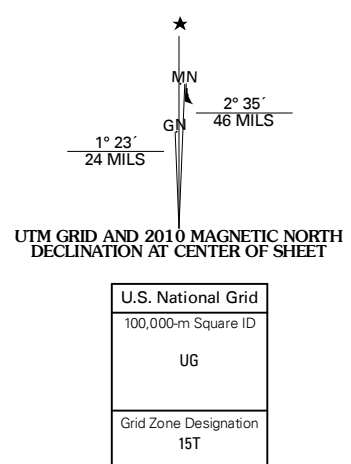 ★
MN
GN
2° 35´
46 MILS
1° 23´
24 MILS
UTM GRID AND 2010 MAGNETIC NORTH
DECLINATION AT CENTER OF SHEET
U.S. National Grid
100,000-m Square ID
UG
Grid Zone Designation
15T